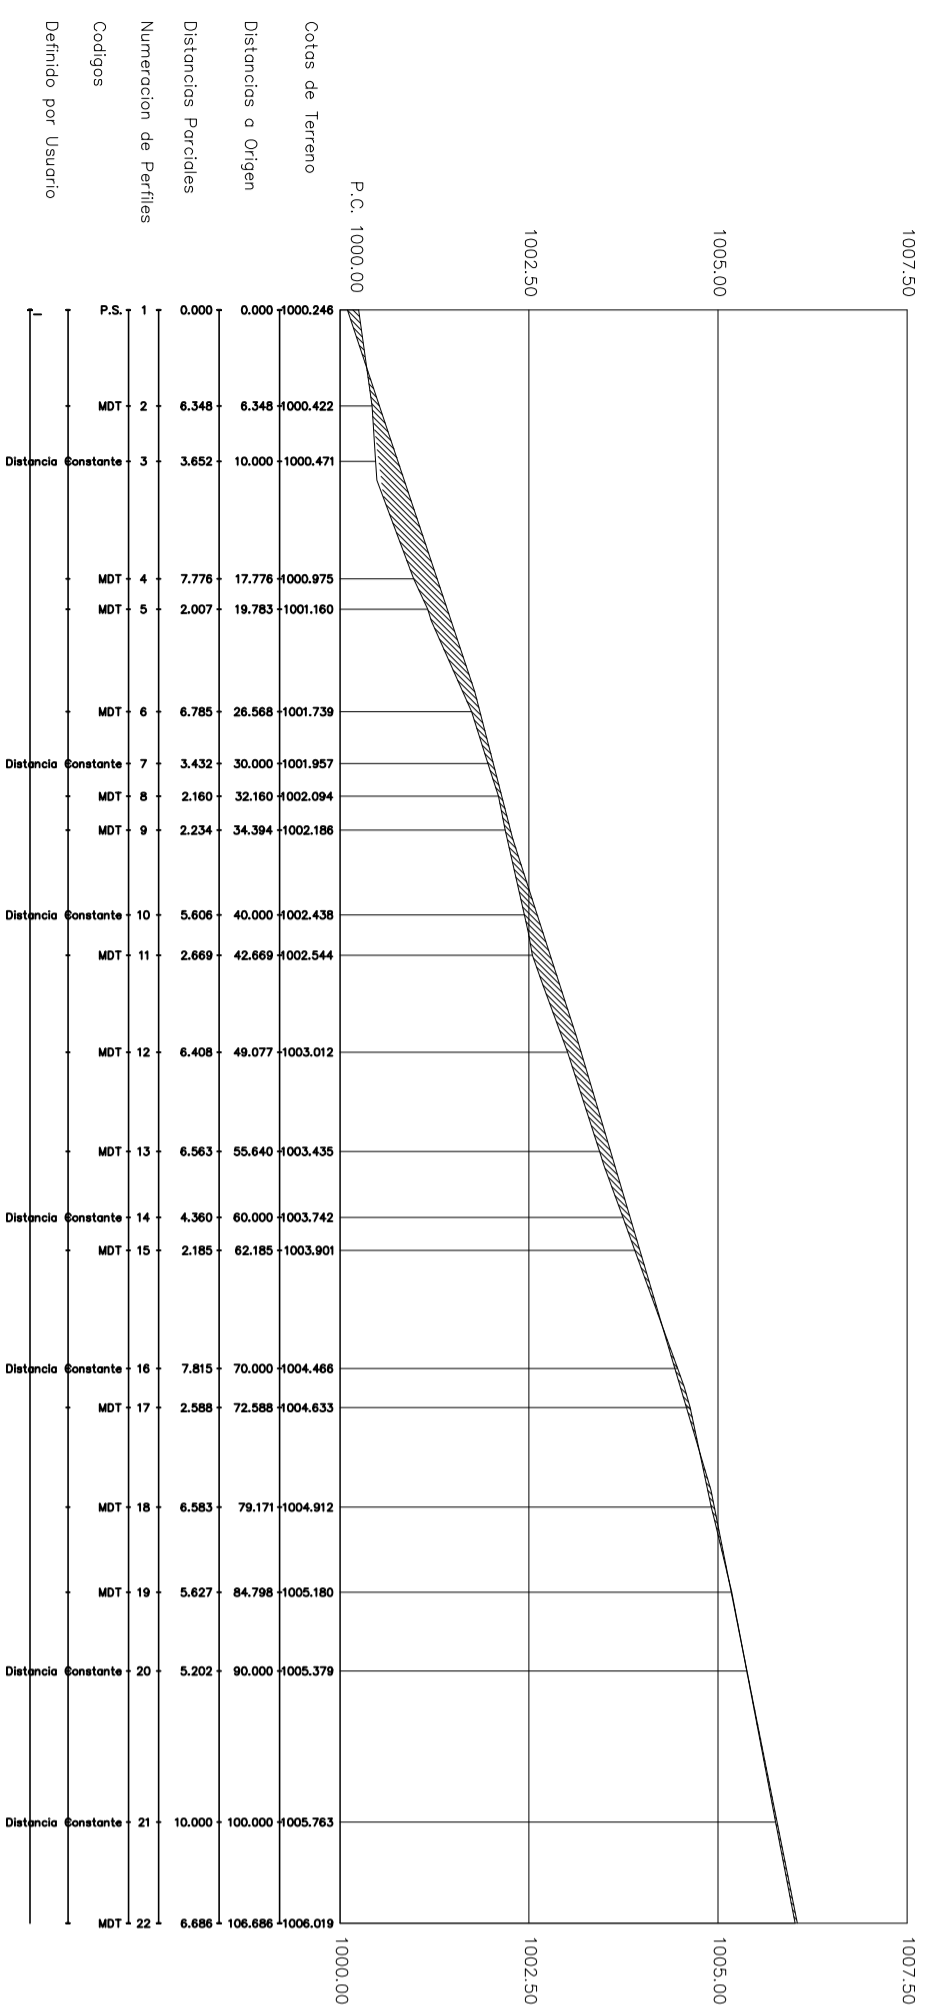 Cotas de Terreno
Distancias a Origen
Distancias Parciales
Numeracion de Perfiles
Codigos
Definido por Usuario
P.C. 1000.00
1002.50
1005.00
1007.50
P.S. 1 0.000 0.000 1000.246
MDT 2 6.348 6.348 1000.422
Distancia Constante 3 3.652 10.000 1000.471
MDT 4 7.776 17.776 1000.975
MDT 5 2.007 19.783 1001.160
MDT 6 6.785 26.568 1001.739
Distancia Constante 7 3.432 30.000 1001.957
MDT 8 2.160 32.160 1002.094
MDT 9 2.234 34.394 1002.186
Distancia Constante 10 5.606 40.000 1002.438
MDT 11 2.669 42.669 1002.544
MDT 12 6.408 49.077 1003.012
MDT 13 6.563 55.640 1003.435
Distancia Constante 14 4.360 60.000 1003.742
MDT 15 2.185 62.185 1003.901
Distancia Constante 16 7.815 70.000 1004.466
MDT 17 2.588 72.588 1004.633
MDT 18 6.583 79.171 1004.912
MDT 19 5.627 84.798 1005.180
Distancia Constante 20 5.202 90.000 1005.379
Distancia Constante 21 10.000 100.000 1005.763
MDT 22 6.686 106.686 1006.019
1000.00
1002.50
1005.00
1007.50